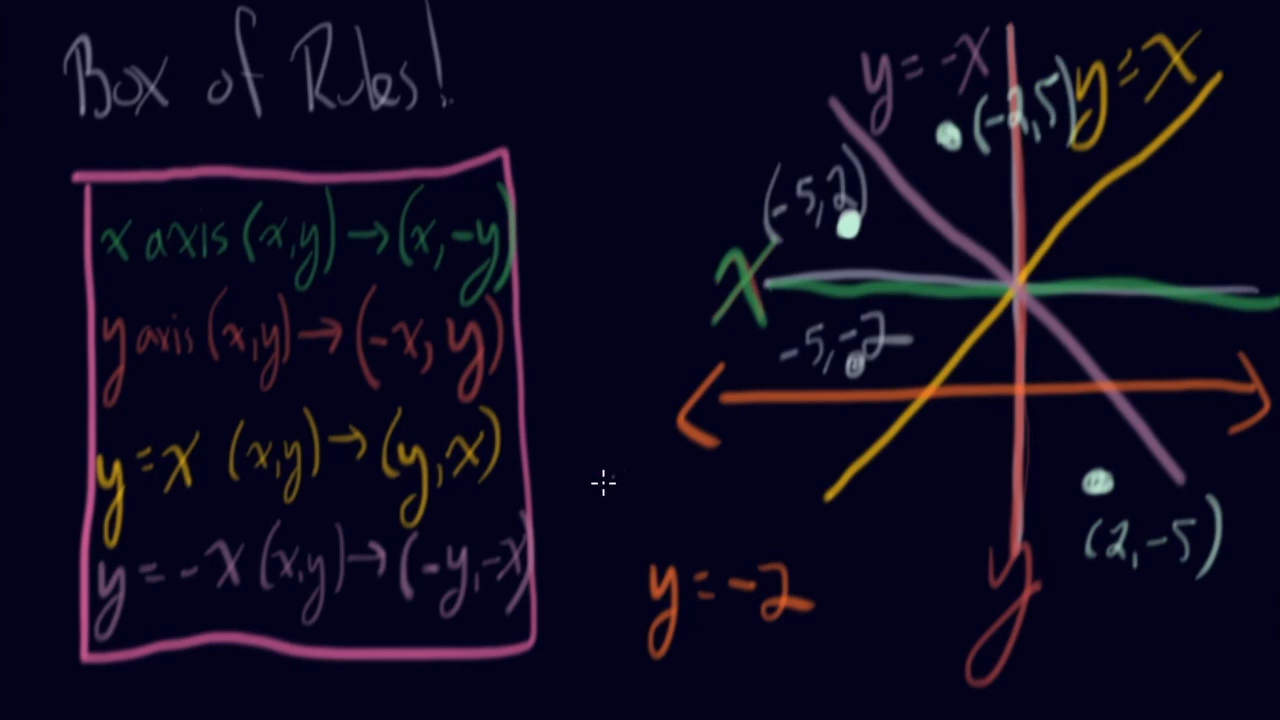 Box of Rules!
x axis (x,y) → (x,-y)
y axis (x,y) → (-x, y)
y = x (x,y) → (y,x)
y = -x (x,y) → (-y,-x)
y = -x
y = x
(-2,5)
(-5,2)
x
-5,-2
(2,-5)
y = -2
y